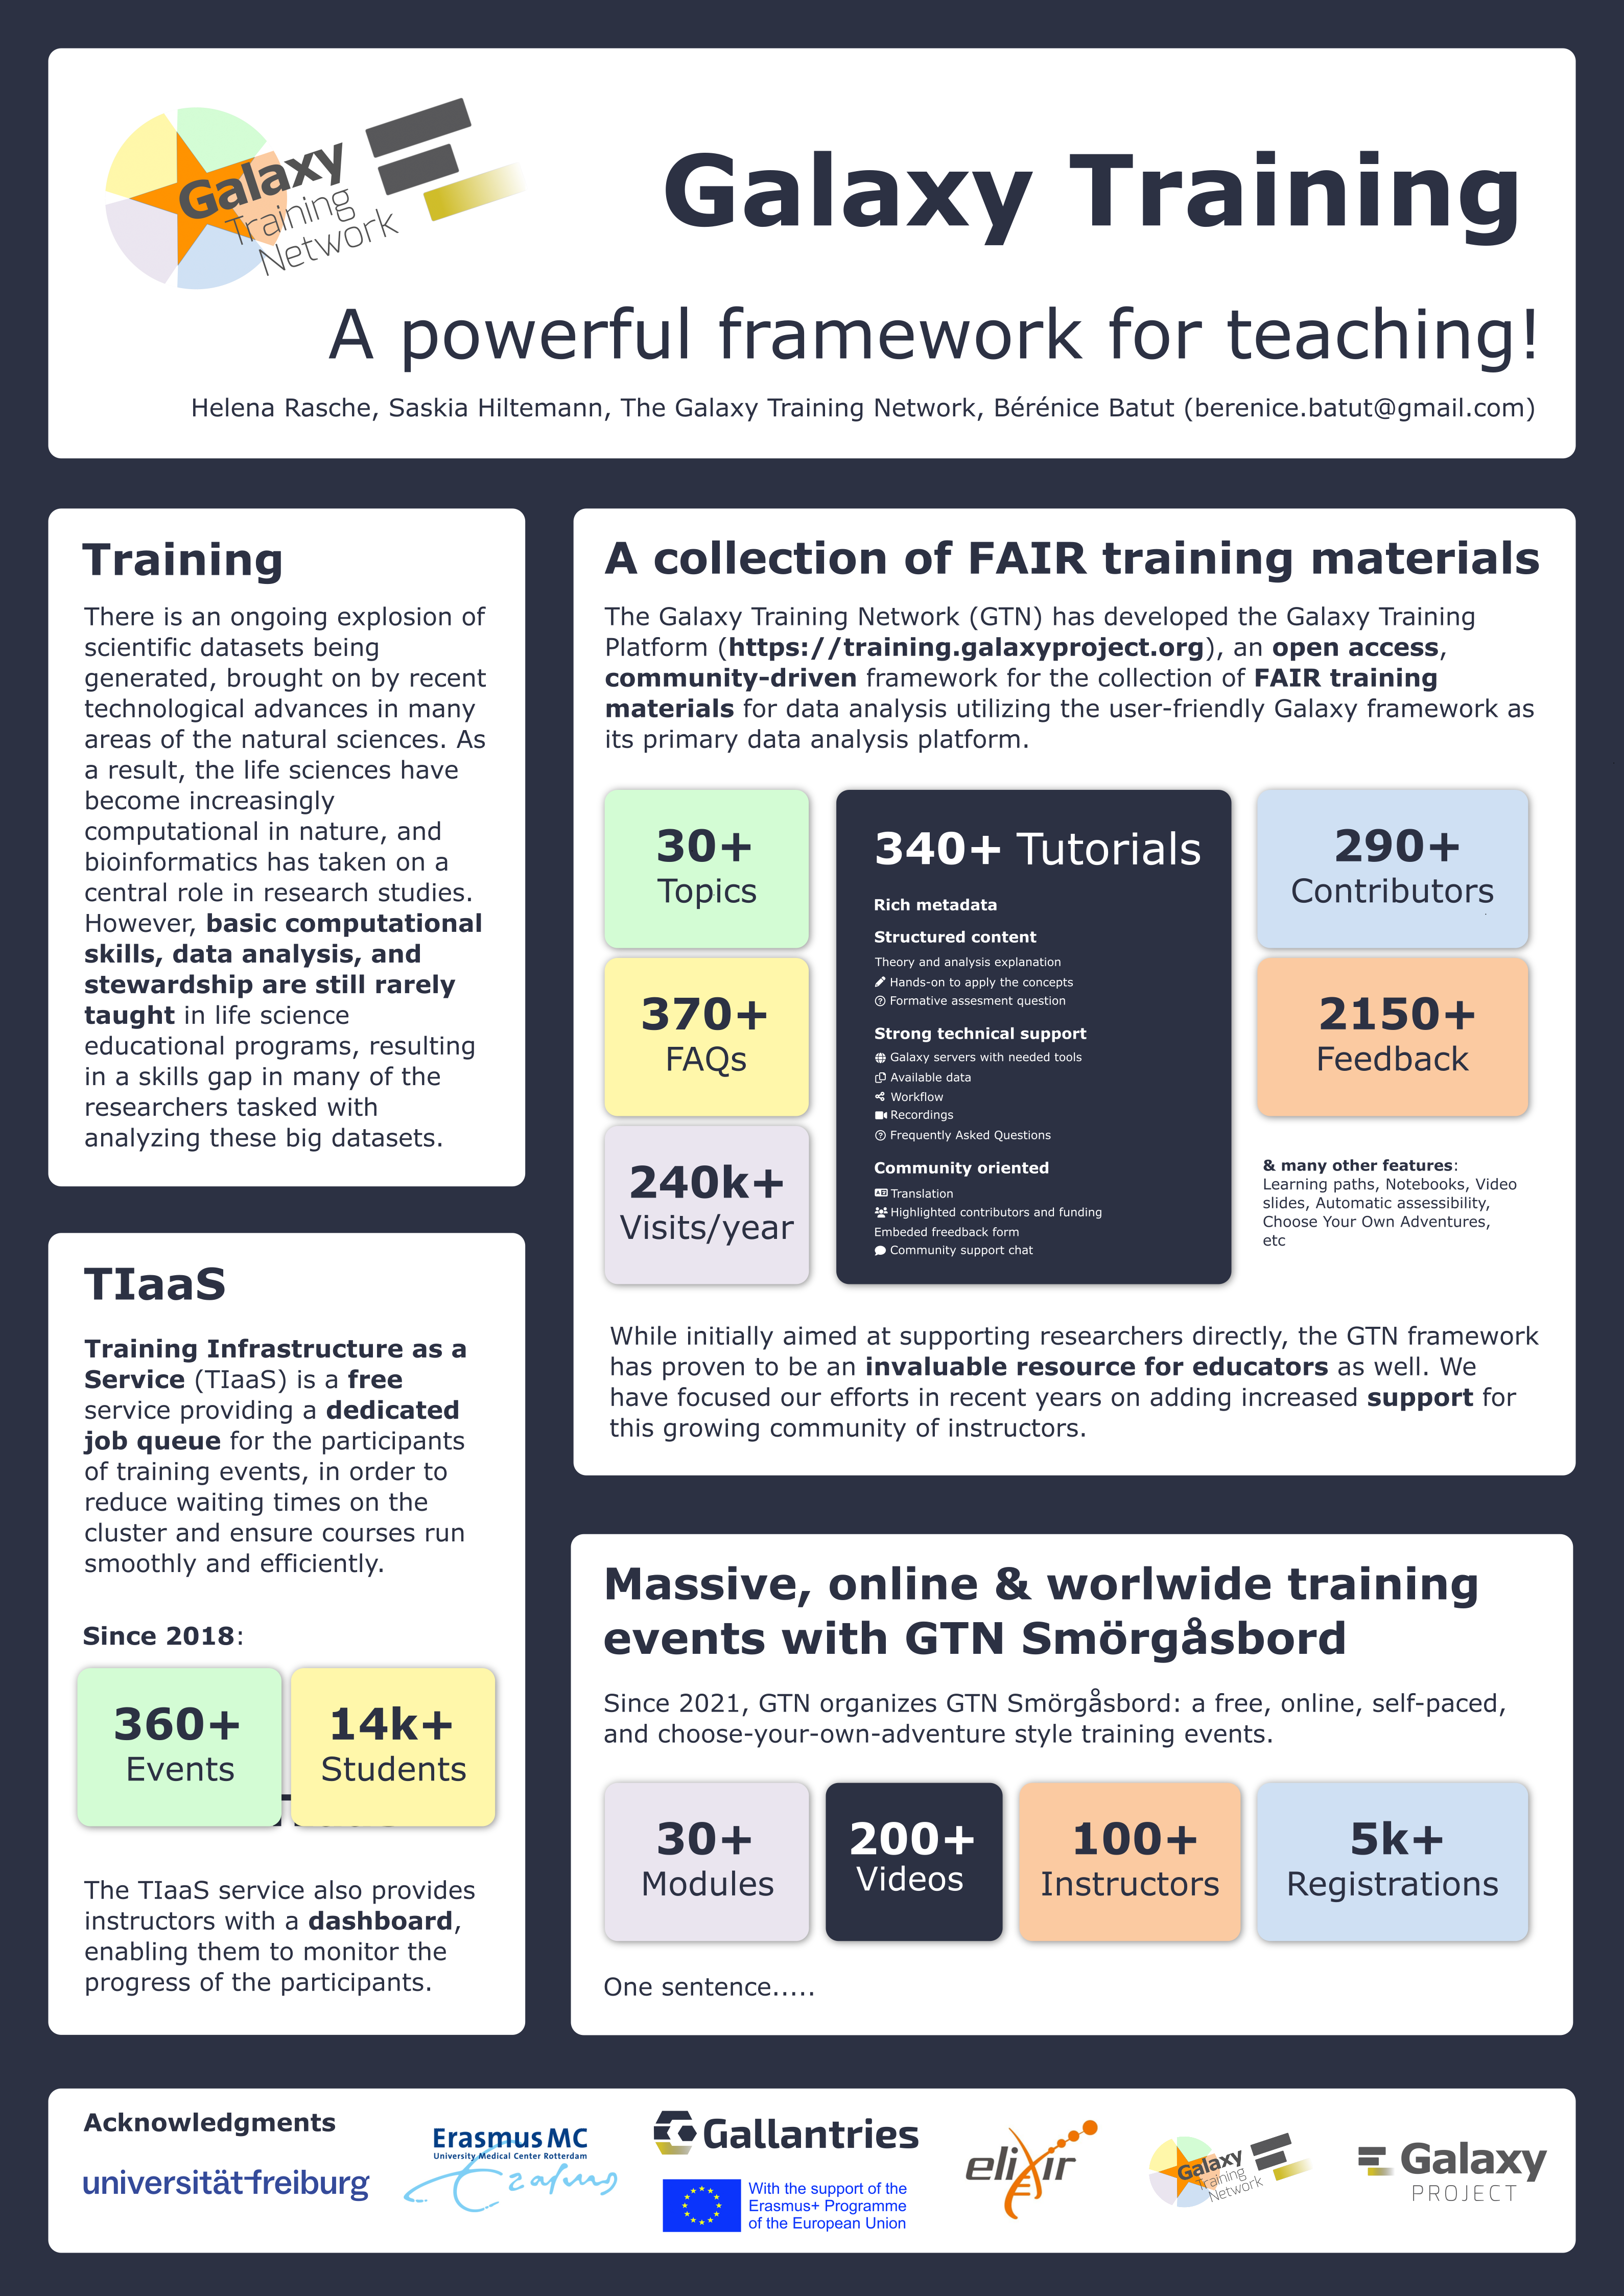 Galaxy
Training
Network
Galaxy Training
A powerful framework for teaching!
Helena Rasche, Saskia Hiltemann, The Galaxy Training Network, Bérénice Batut (berenice.batut@gmail.com)
Training
There is an ongoing explosion of
scientific datasets being
generated, brought on by recent
technological advances in many
areas of the natural sciences. As
a result, the life sciences have
become increasingly
computational in nature, and
bioinformatics has taken on a
central role in research studies.
However, basic computational
skills, data analysis, and
stewardship are still rarely
taught in life science
educational programs, resulting
in a skills gap in many of the
researchers tasked with
analyzing these big datasets.
TIaaS
Training Infrastructure as a
Service (TIaaS) is a free
service providing a dedicated
job queue for the participants
of training events, in order to
reduce waiting times on the
cluster and ensure courses run
smoothly and efficiently.
Since 2018:
360+
Events
14k+
Students
The TIaaS service also provides
instructors with a dashboard,
enabling them to monitor the
progress of the participants.
A collection of FAIR training materials
The Galaxy Training Network (GTN) has developed the Galaxy Training
Platform (https://training.galaxyproject.org), an open access,
community-driven framework for the collection of FAIR training
materials for data analysis utilizing the user-friendly Galaxy framework as
its primary data analysis platform.
30+
Topics
370+
FAQs
240k+
Visits/year
340+ Tutorials
Rich metadata
Structured content
Theory and analysis explanation
Hands-on to apply the concepts
Formative assesment question
Strong technical support
Galaxy servers with needed tools
Available data
Workflow
Recordings
Frequently Asked Questions
Community oriented
Translation
Highlighted contributors and funding
Embeded freedback form
Community support chat
290+
Contributors
2150+
Feedback
& many other features:
Learning paths, Notebooks, Video
slides, Automatic assessibility,
Choose Your Own Adventures,
etc
While initially aimed at supporting researchers directly, the GTN framework
has proven to be an invaluable resource for educators as well. We
have focused our efforts in recent years on adding increased support for
this growing community of instructors.
Massive, online & worlwide training
events with GTN Smörgåsbord
Since 2021, GTN organizes GTN Smörgåsbord: a free, online, self-paced,
and choose-your-own-adventure style training events.
30+
Modules
200+
Videos
100+
Instructors
5k+
Registrations
One sentence.....
Acknowledgments
universität freiburg
Erasmus MC
University Medical Center Rotterdam
Erasmus
Gallantries
With the support of the
Erasmus+ Programme
of the European Union
elixir
Galaxy
Training
Network
Galaxy
PROJECT